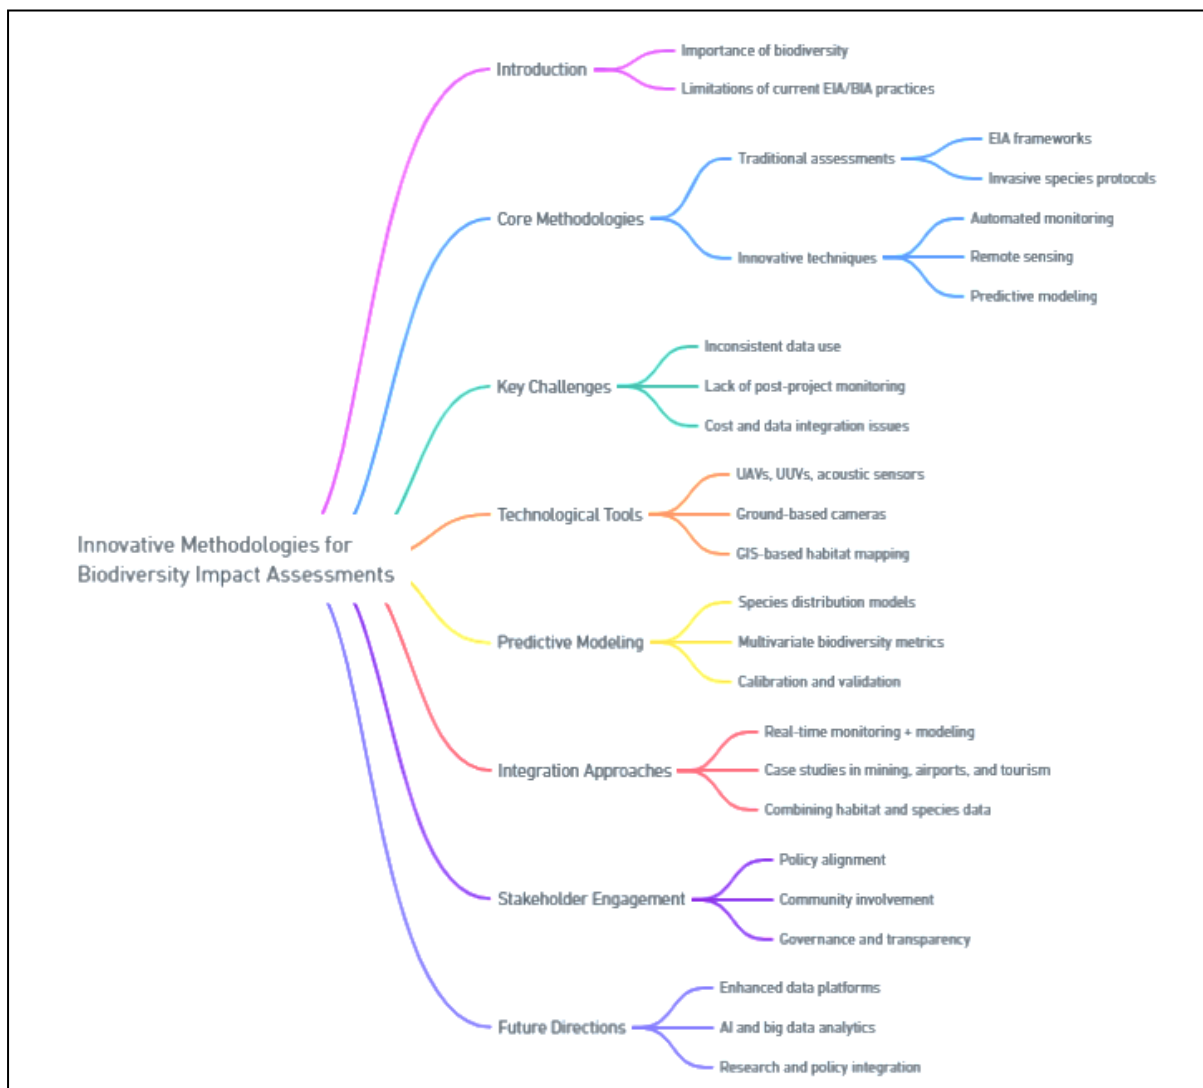 Introduction
Importance of biodiversity
Limitations of current EIA/BIA practices
Core Methodologies
Traditional assessments
EIA frameworks
Invasive species protocols
Innovative techniques
Automated monitoring
Remote sensing
Predictive modeling
Key Challenges
Inconsistent data use
Lack of post-project monitoring
Cost and data integration issues
Innovative Methodologies for
Biodiversity Impact Assessments
Technological Tools
UAVs, UUVs, acoustic sensors
Ground-based cameras
GIS-based habitat mapping
Predictive Modeling
Species distribution models
Multivariate biodiversity metrics
Calibration and validation
Integration Approaches
Real-time monitoring + modeling
Case studies in mining, airports, and tourism
Combining habitat and species data
Stakeholder Engagement
Policy alignment
Community involvement
Governance and transparency
Future Directions
Enhanced data platforms
AI and big data analytics
Research and policy integration